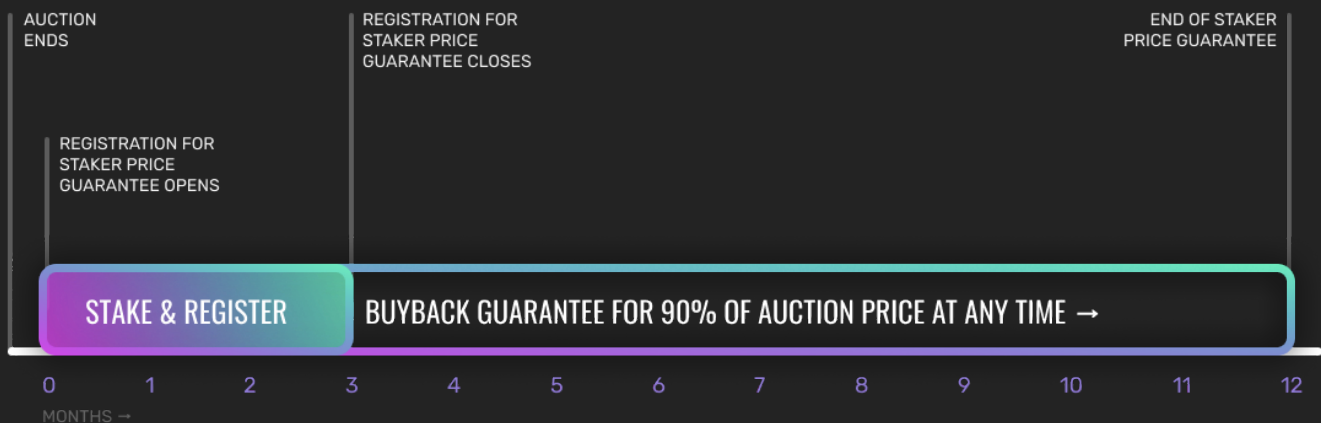 AUCTION
ENDS
REGISTRATION FOR
STAKER PRICE
GUARANTEE CLOSES
END OF STAKER
PRICE GUARANTEE
REGISTRATION FOR
STAKER PRICE
GUARANTEE OPENS
STAKE & REGISTER
BUYBACK GUARANTEE FOR 90% OF AUCTION PRICE AT ANY TIME →
0 1 2 3 4 5 6 7 8 9 10 11 12
MONTHS →